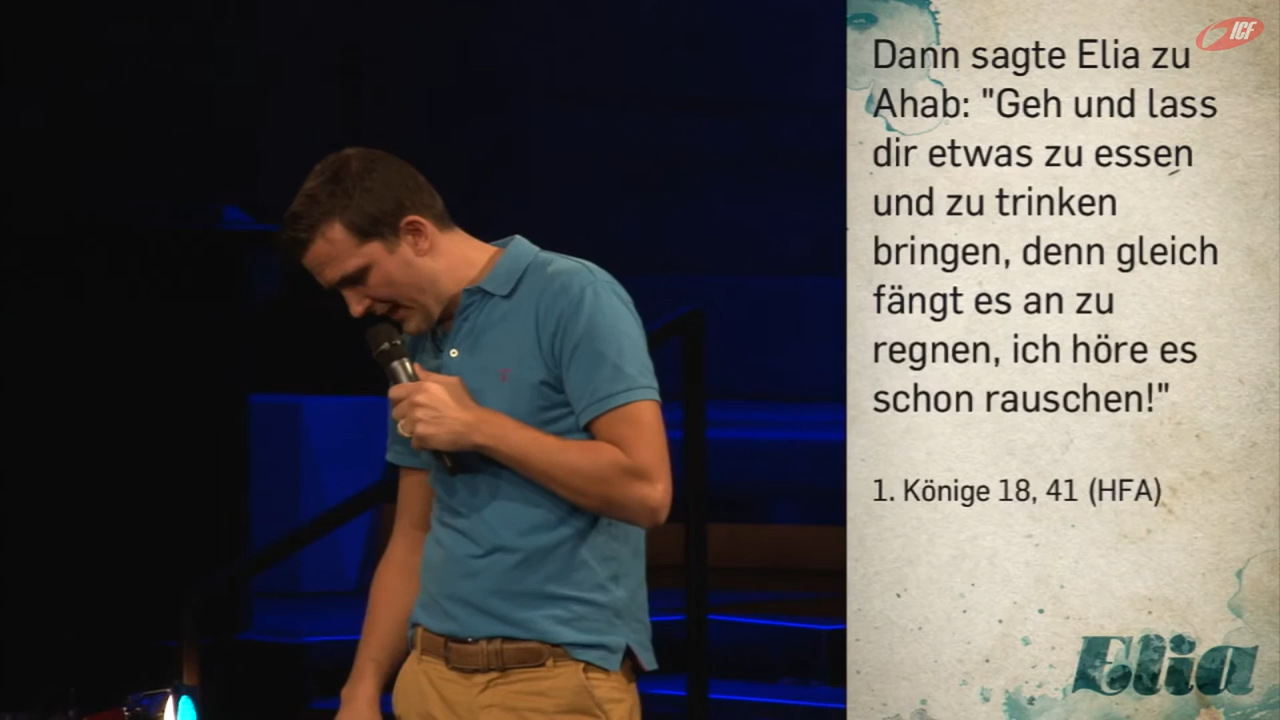 ICF
Dann sagte Elia zu
Ahab: "Geh und lass
dir etwas zu essen
und zu trinken
bringen, denn gleich
fängt es an zu
regnen, ich höre es
schon rauschen!"
1. Könige 18, 41 (HFA)
Elia